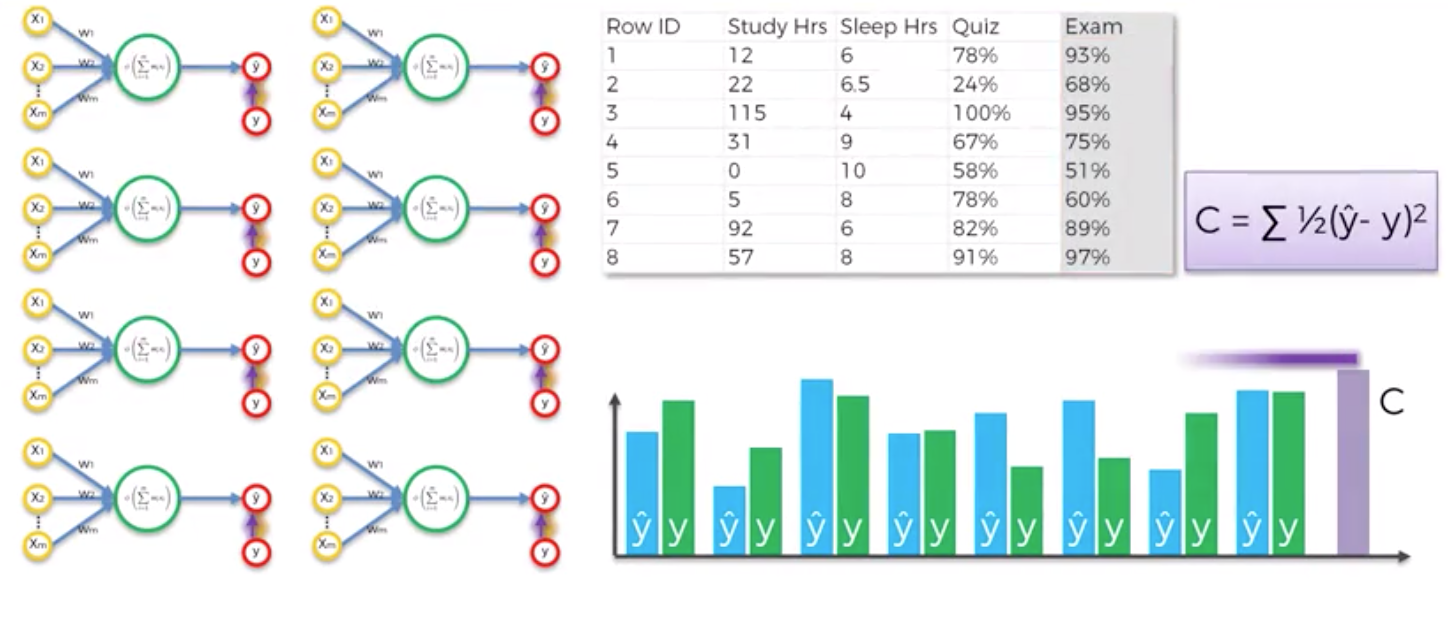 X1 W1 X1 W1
X2 W2 ŷ X2 W2 ŷ
Xm Wm y Xm Wm y
X1 W1 X1 W1
X2 W2 ŷ X2 W2 ŷ
Xm Wm y Xm Wm y
X1 W1 X1 W1
X2 W2 ŷ X2 W2 ŷ
Xm Wm y Xm Wm y
X1 W1 X1 W1
X2 W2 ŷ X2 W2 ŷ
Xm Wm y Xm Wm y
Row ID Study Hrs Sleep Hrs Quiz Exam
1 12 6 78% 93%
2 22 6.5 24% 68%
3 115 4 100% 95%
4 31 9 67% 75%
5 0 10 58% 51%
6 5 8 78% 60%
7 92 6 82% 89%
8 57 8 91% 97%
C = ∑ ½(ŷ- y)²
C
ŷ y ŷ y ŷ y ŷ y ŷ y ŷ y ŷ y ŷ y